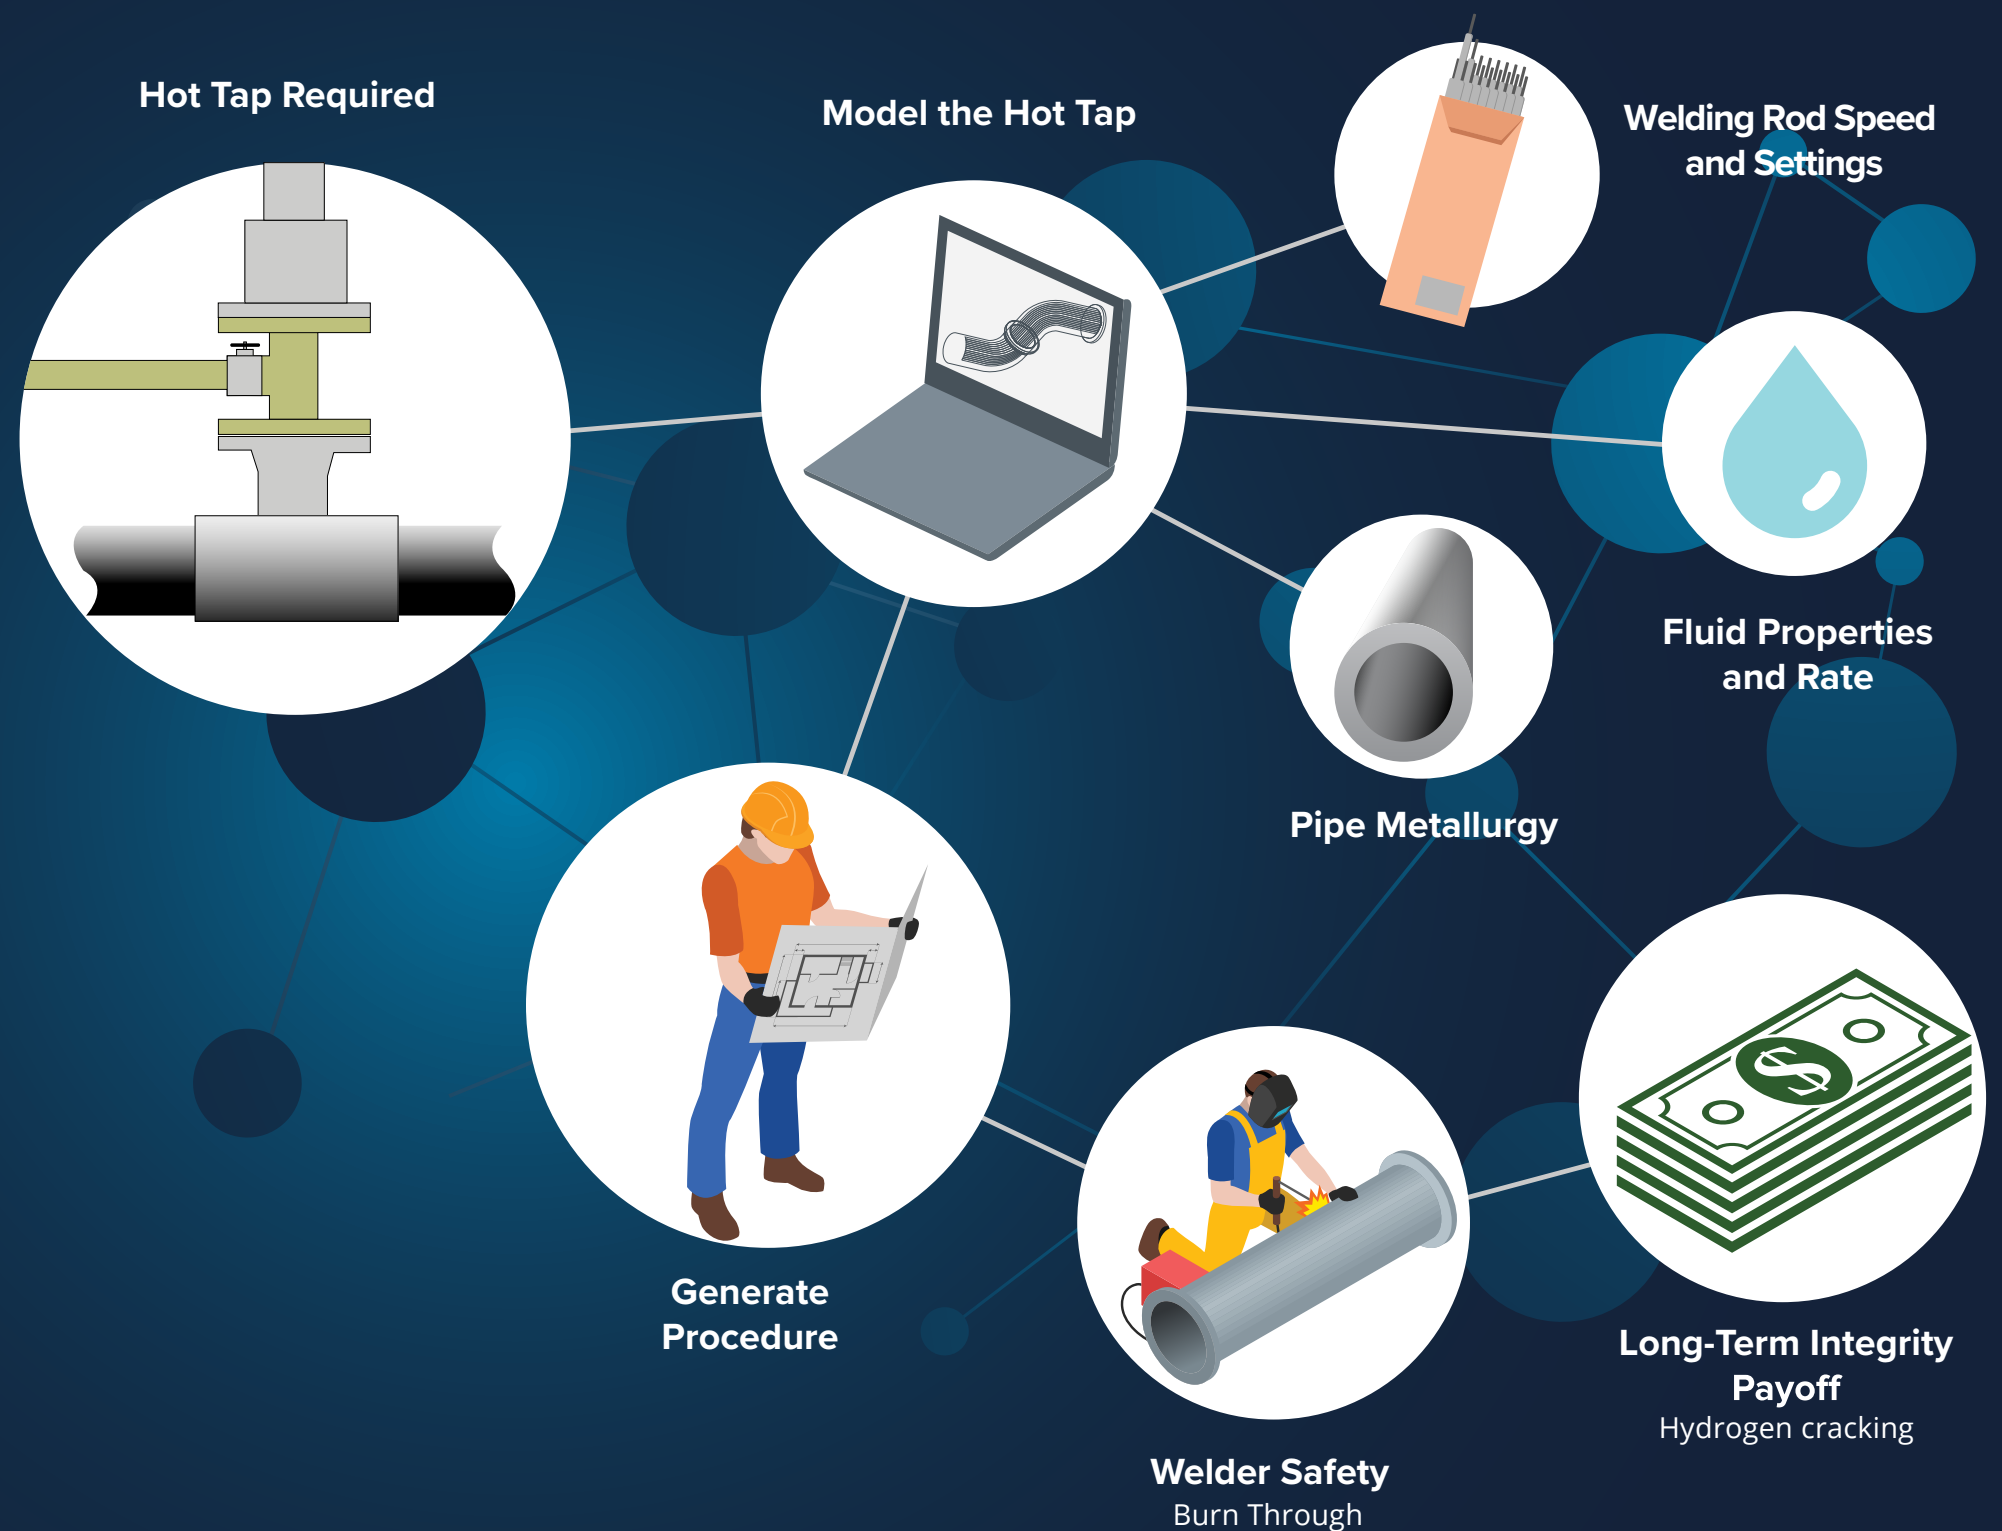 Hot Tap Required
Model the Hot Tap
Welding Rod Speed
and Settings
Fluid Properties
and Rate
Pipe Metallurgy
Generate
Procedure
Welder Safety
Burn Through
Long-Term Integrity
Payoff
Hydrogen cracking
$